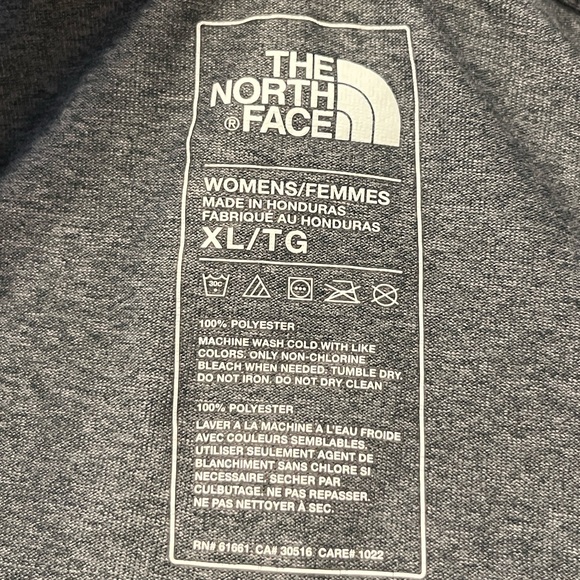 THE
NORTH
® FACE
WOMENS/FEMMES
MADE IN HONDURAS
FABRIQUÉ AU HONDURAS
XL/TG
30C
100% POLYESTER
MACHINE WASH COLD WITH LIKE
COLORS. ONLY NON-CHLORINE
BLEACH WHEN NEEDED. TUMBLE DRY.
DO NOT IRON. DO NOT DRY CLEAN
100% POLYESTER
LAVER A LA MACHINE À L'EAU FROIDE
AVEC COULEURS SEMBLABLES
UTILISER SEULEMENT AGENT DE
BLANCHIMENT SANS CHLORE SI
NECESSAIRE. SECHER PAR
CULBUTAGE. NE PAS REPASSER.
NE PAS NETTOYER À SEC.
RN# 61661. CA# 30516 CARE# 1022